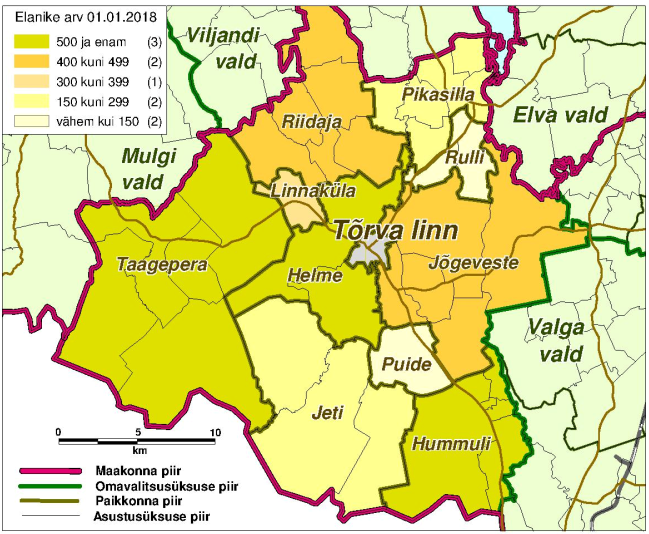 Elanike arv 01.01.2018
500 ja enam (3)
400 kuni 499 (2)
300 kuni 399 (1)
150 kuni 299 (2)
vähem kui 150 (2)
Viljandi
vald
Pikasilla
Elva vald
Riidaja
Rulli
Mulgi
vald
Linnaküla
Tõrva linn
Taagepera
Helme
Jõgeveste
Valga
vald
Puide
Jeti
Hummuli
0 5 10
km
Maakonna piir
Omavalitsusüksuse piir
Paikkonna piir
Asustusüksuse piir